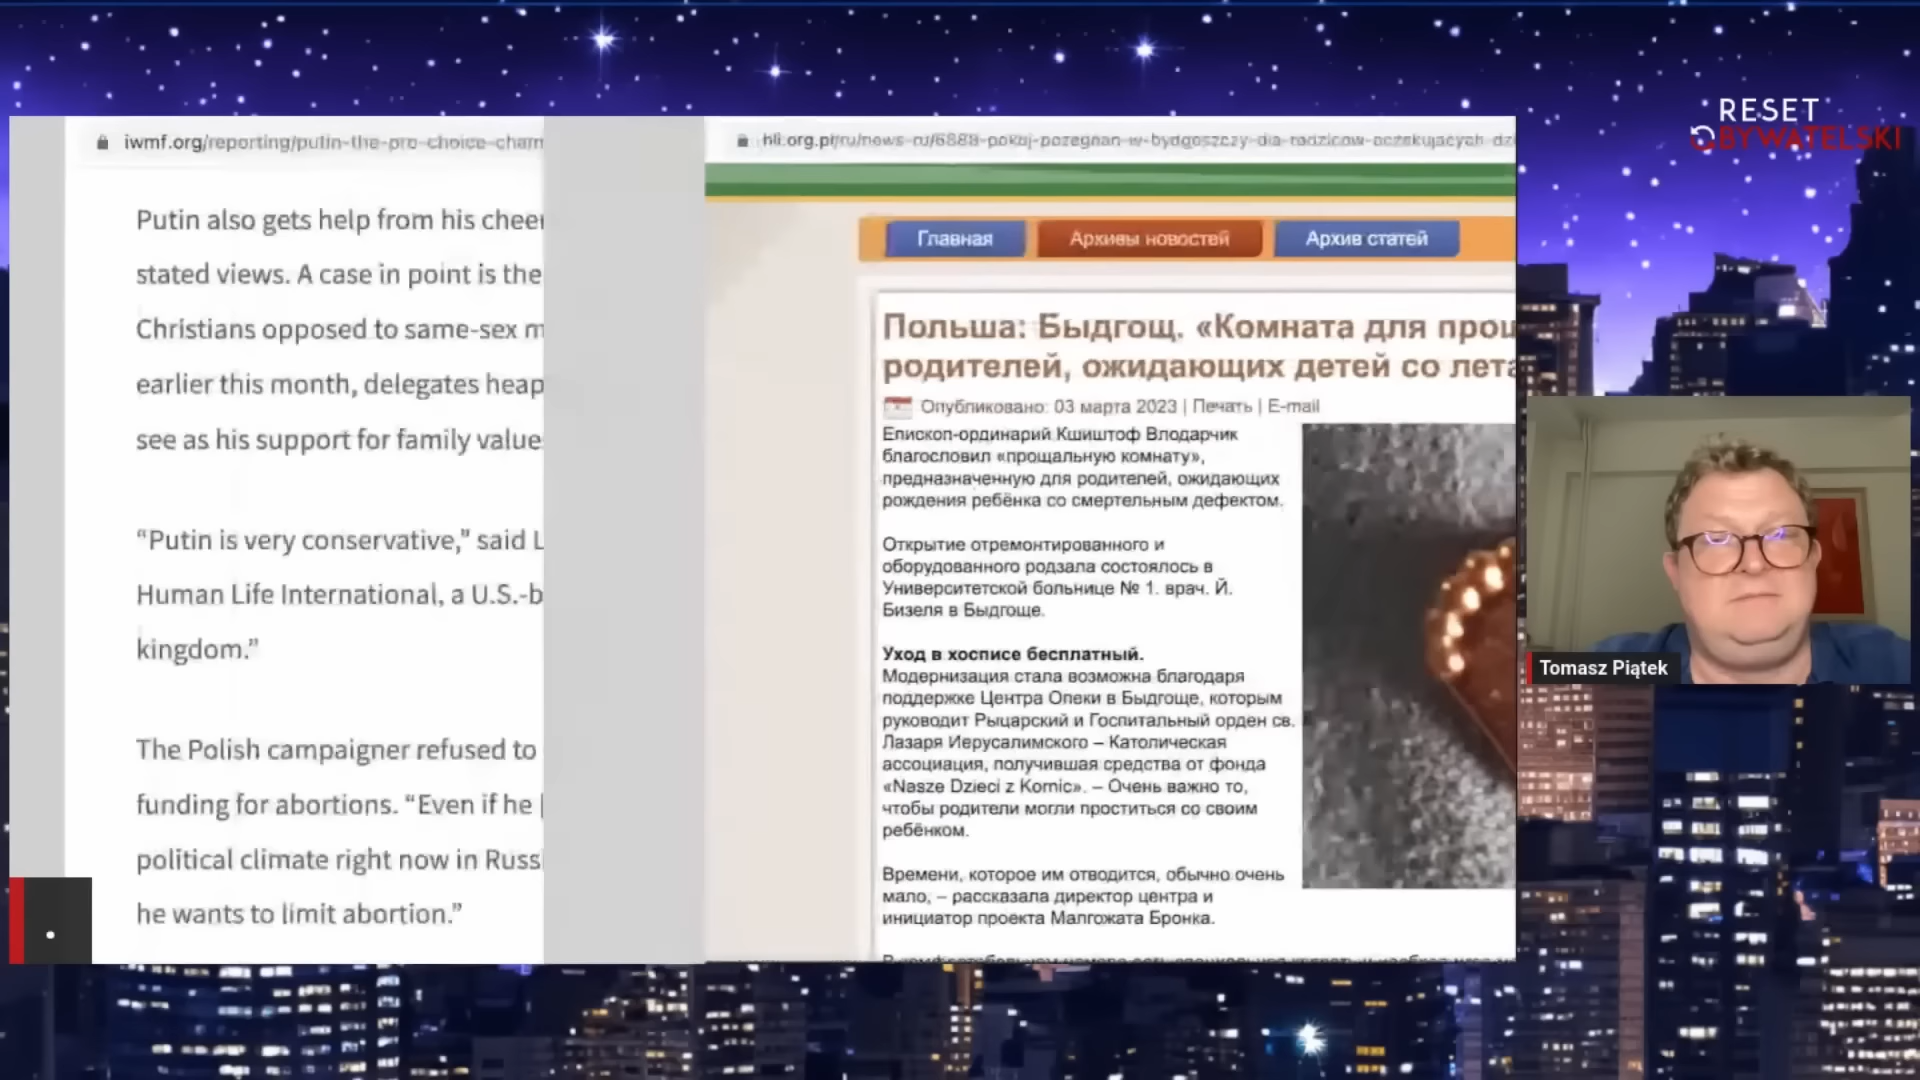 RESET
OBYWATELSKI
iwmf.org/reporting/putin-the-pro-choice-cham
Putin also gets help from his cheer
stated views. A case in point is the
Christians opposed to same-sex m
earlier this month, delegates heap
see as his support for family value
“Putin is very conservative,” said L
Human Life International, a U.S.-b
kingdom.”
The Polish campaigner refused to
funding for abortions. “Even if he
political climate right now in Russ
he wants to limit abortion.”
hli.org.pl/ru/news-ru/6888-pokoj-pozegnan-w-bydgoszczy-dla-rodzicow-oczekujacych-dzi
Главная
Архивы новостей
Архив статей
Польша: Быдгощ. «Комната для прощ
родителей, ожидающих детей со лета
Опубликовано: 03 марта 2023 | Печать | E-mail
Епископ-ординарий Кшиштоф Влодарчик
благословил «прощальную комнату»,
предназначенную для родителей, ожидающих
рождения ребёнка со смертельным дефектом.
Открытие отремонтированного и
оборудованного родзала состоялось в
Университетской больнице № 1. врач. Й.
Бизеля в Быдгоще.
Уход в хосписе бесплатный.
Модернизация стала возможна благодаря
поддержке Центра Опеки в Быдгоще, которым
руководит Рыцарский и Госпитальный орден св.
Лазаря Иерусалимского – Католическая
ассоциация, получившая средства от фонда
«Nasze Dzieci z Kornic». – Очень важно то,
чтобы родители могли проститься со своим
ребёнком.
Времени, которое им отводится, обычно очень
мало, – рассказала директор центра и
инициатор проекта Малгожата Бронка.
Tomasz Piątek